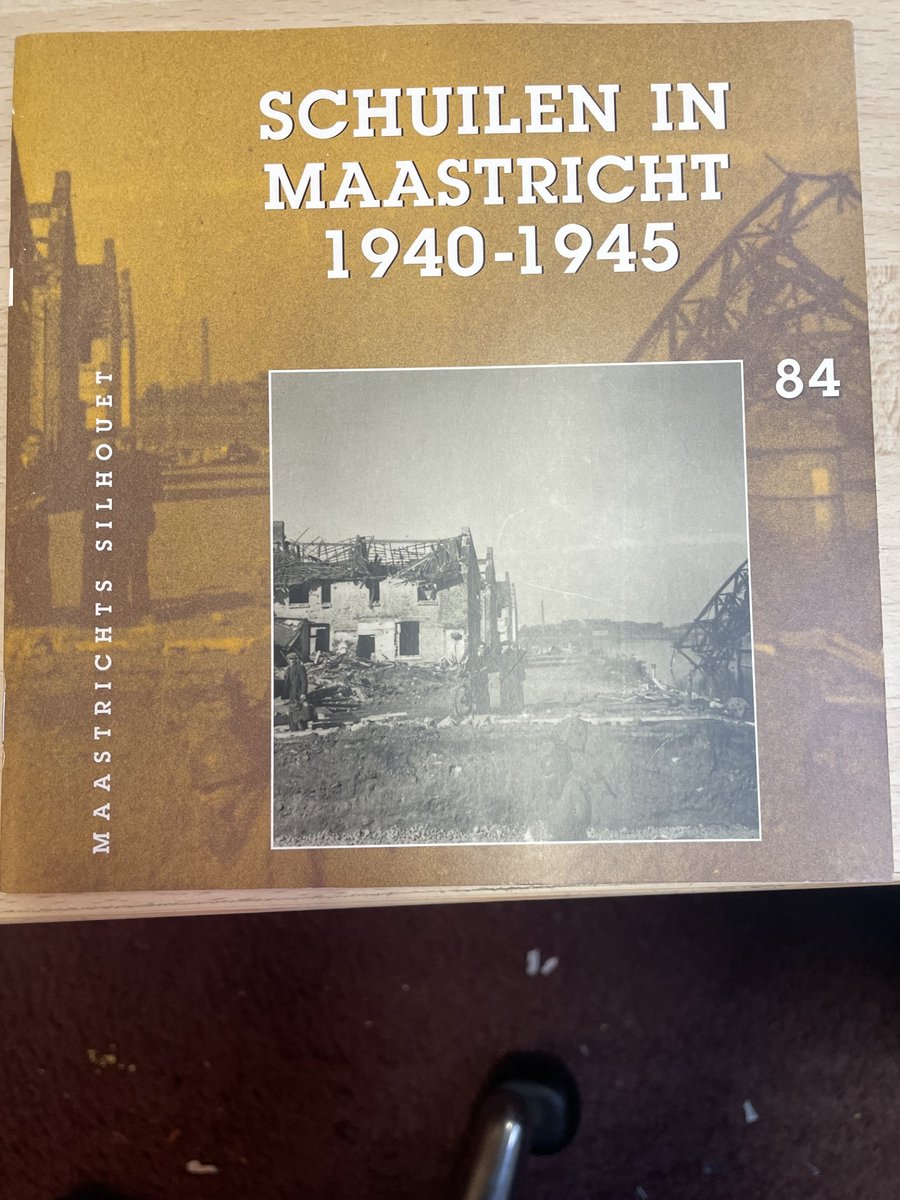 SCHUILEN IN
MAASTRICHT
1940-1945
84
MAASTRICHTS SILHOUET